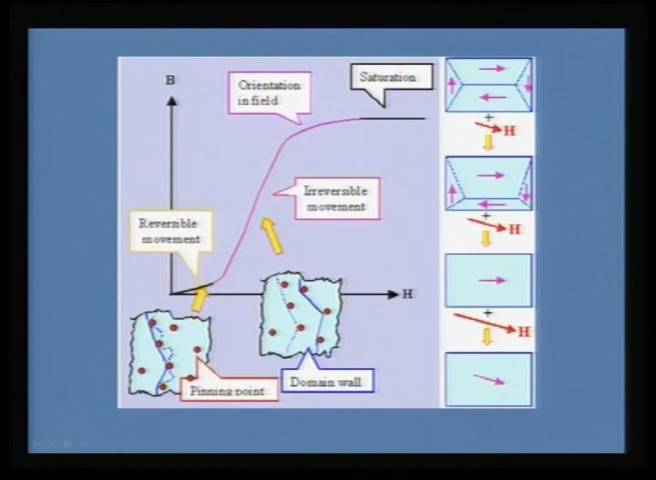 B
Orientation
in field
Saturation
+
H
Irreversible
movement
Reversible
movement
+
H
H
+
H
Pinning point
Domain wall